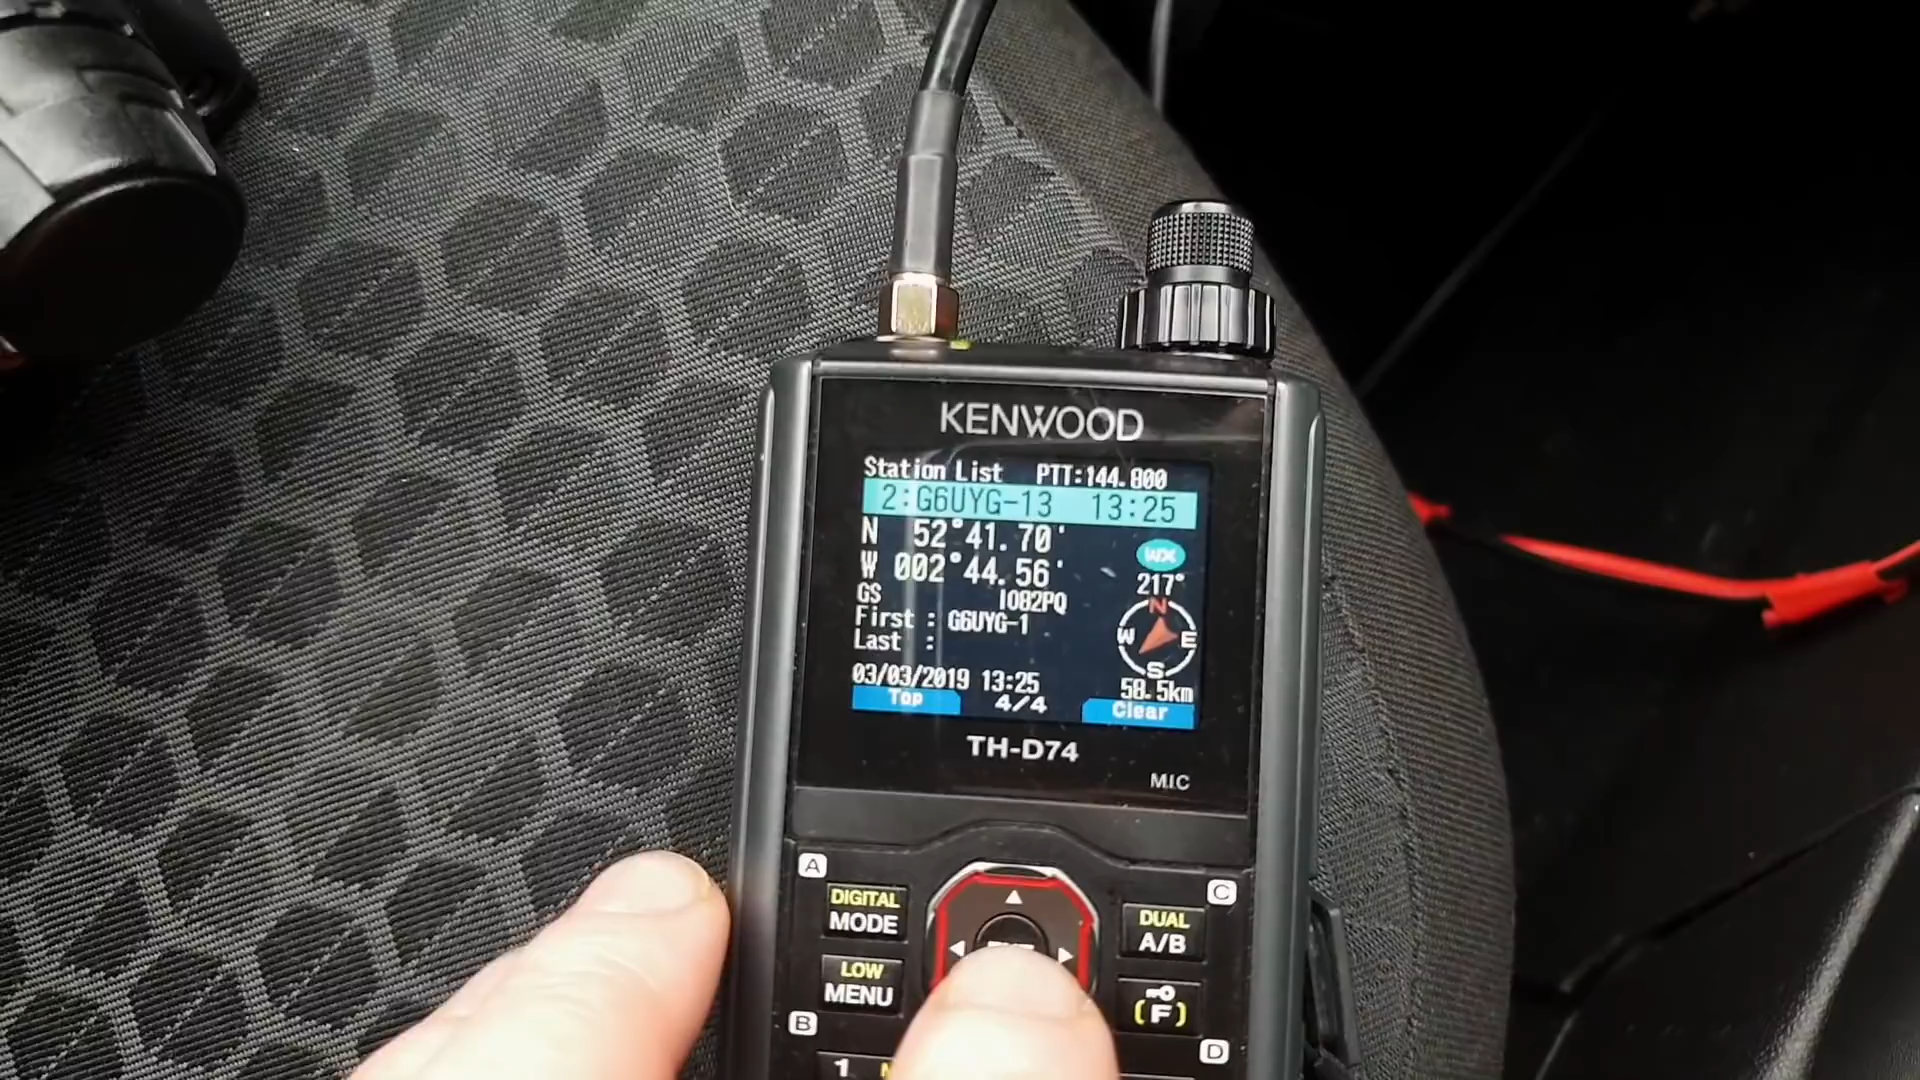 KENWOOD
Station List PTT:144.800
2:G6UYG-13 13:25
N 52°41.70'
WX
W 002°44.56'
217°
GS IO82PQ
N
First : G6UYG-1
W E
Last :
S
03/03/2019 13:25 58.5km
Top 4/4 Clear
TH-D74
MIC
A
C
DIGITAL
MODE
DUAL
A/B
LOW
MENU
(F)
B
D
1